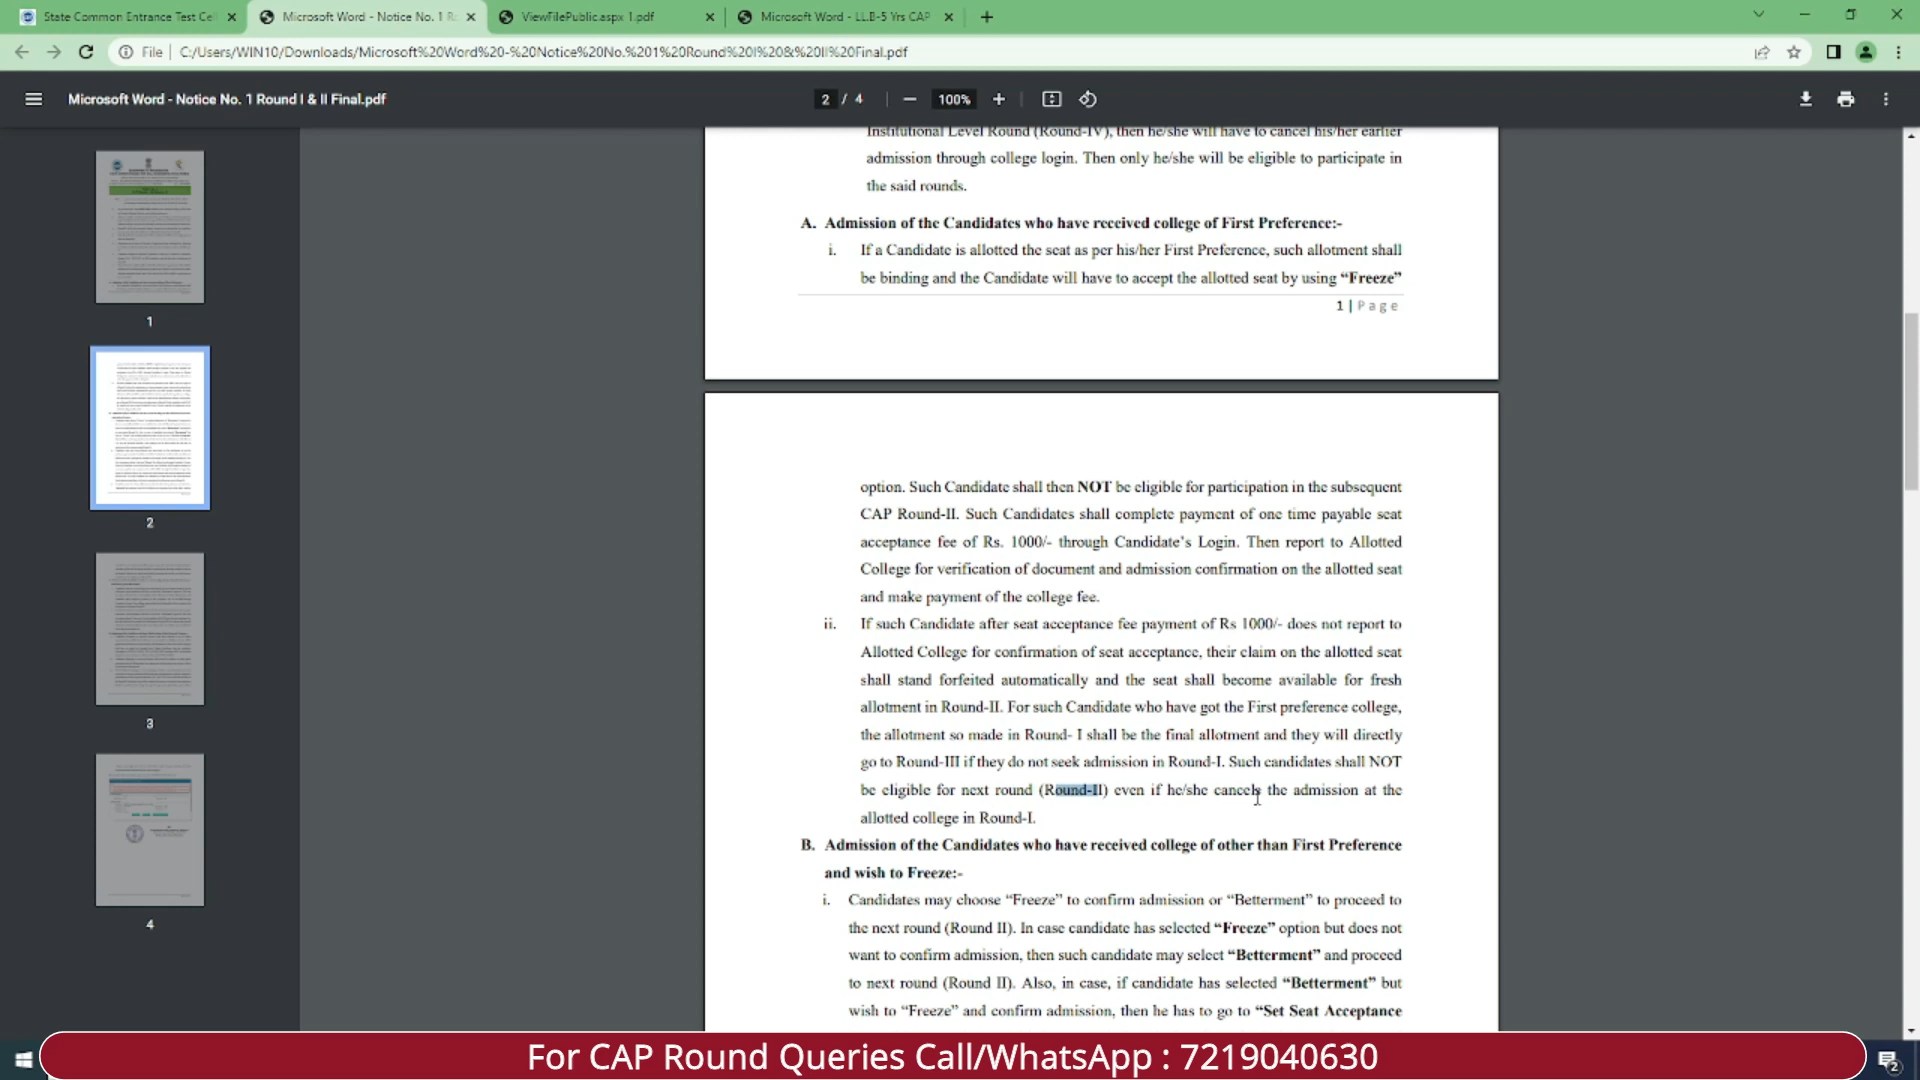 State Common Entrance Test Cel
Microsoft Word - Notice No. 1 R
ViewFilePublic.aspx 1.pdf
Microsoft Word - LL.B-5 Yrs CAP
File
C:/Users/WIN10/Downloads/Microsoft%20Word%20-%20Notice%20No.%201%20Round%20I%20&%20II%20Final.pdf
Microsoft Word - Notice No. 1 Round I & II Final.pdf
2 / 4
100%
Institutional Level Round (Round-IV), then he/she will have to cancel his/her earlier
admission through college login. Then only he/she will be eligible to participate in
the said rounds.
A. Admission of the Candidates who have received college of First Preference:-
i. If a Candidate is allotted the seat as per his/her First Preference, such allotment shall
be binding and the Candidate will have to accept the allotted seat by using “Freeze”
1 | Page
option. Such Candidate shall then NOT be eligible for participation in the subsequent
CAP Round-II. Such Candidates shall complete payment of one time payable seat
acceptance fee of Rs. 1000/- through Candidate’s Login. Then report to Allotted
College for verification of document and admission confirmation on the allotted seat
and make payment of the college fee.
ii. If such Candidate after seat acceptance fee payment of Rs 1000/- does not report to
Allotted College for confirmation of seat acceptance, their claim on the allotted seat
shall stand forfeited automatically and the seat shall become available for fresh
allotment in Round-II. For such Candidate who have got the First preference college,
the allotment so made in Round- I shall be the final allotment and they will directly
go to Round-III if they do not seek admission in Round-I. Such candidates shall NOT
be eligible for next round (Round-II) even if he/she cancels the admission at the
allotted college in Round-I.
B. Admission of the Candidates who have received college of other than First Preference
and wish to Freeze:-
i. Candidates may choose “Freeze” to confirm admission or “Betterment” to proceed to
the next round (Round II). In case candidate has selected “Freeze” option but does not
want to confirm admission, then such candidate may select “Betterment” and proceed
to next round (Round II). Also, in case, if candidate has selected “Betterment” but
wish to “Freeze” and confirm admission, then he has to go to “Set Seat Acceptance
1
2
3
4
For CAP Round Queries Call/WhatsApp : 7219040630
2